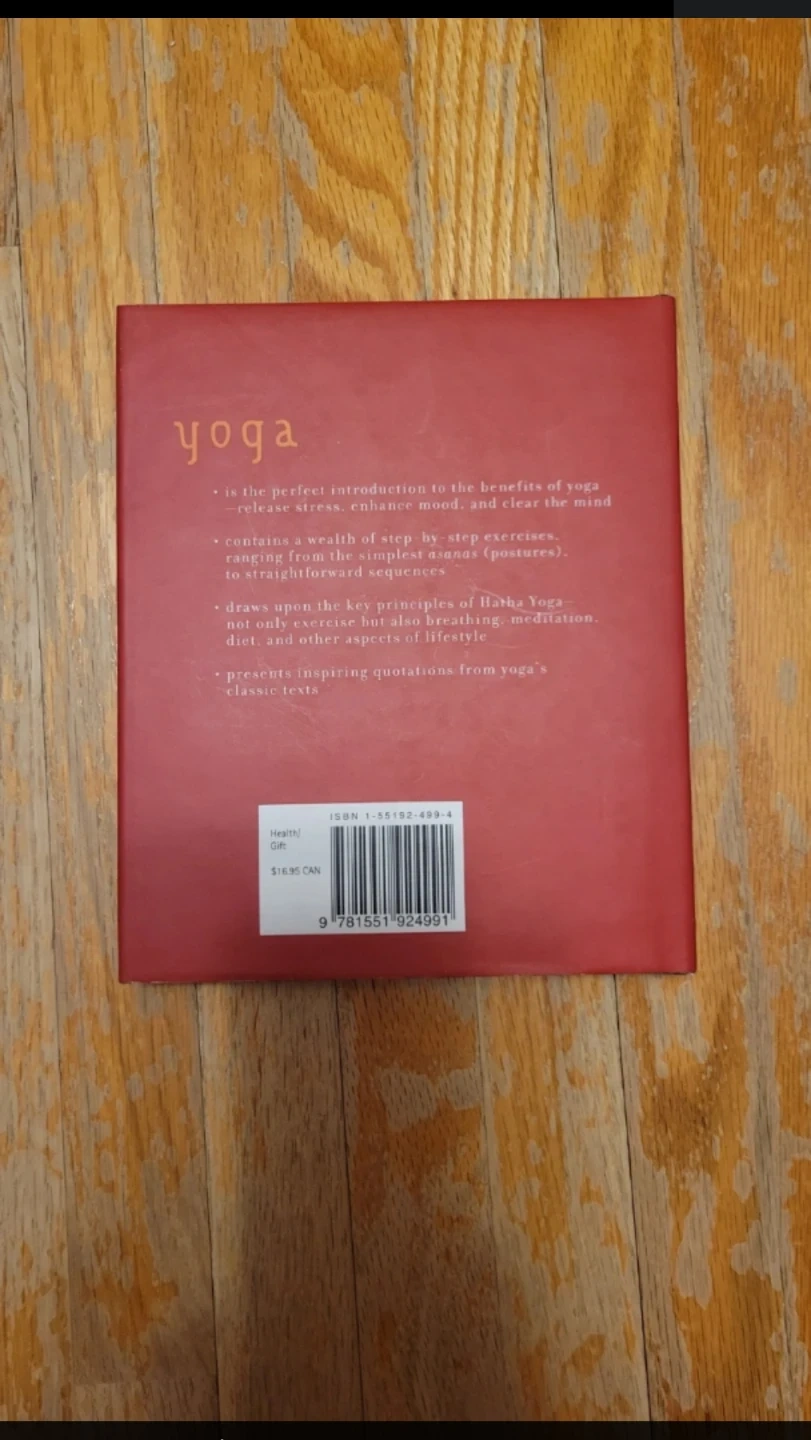 yoga
• is the perfect introduction to the benefits of yoga
—release stress, enhance mood, and clear the mind
• contains a wealth of step-by-step exercises,
ranging from the simplest asanas (postures),
to straightforward sequences
• draws upon the key principles of Hatha Yoga—
not only exercise but also breathing, meditation,
diet, and other aspects of lifestyle
• presents inspiring quotations from yoga's
classic texts
ISBN 1-55192-499-4
Health/
Gift
$16.95 CAN
9 781551 924991